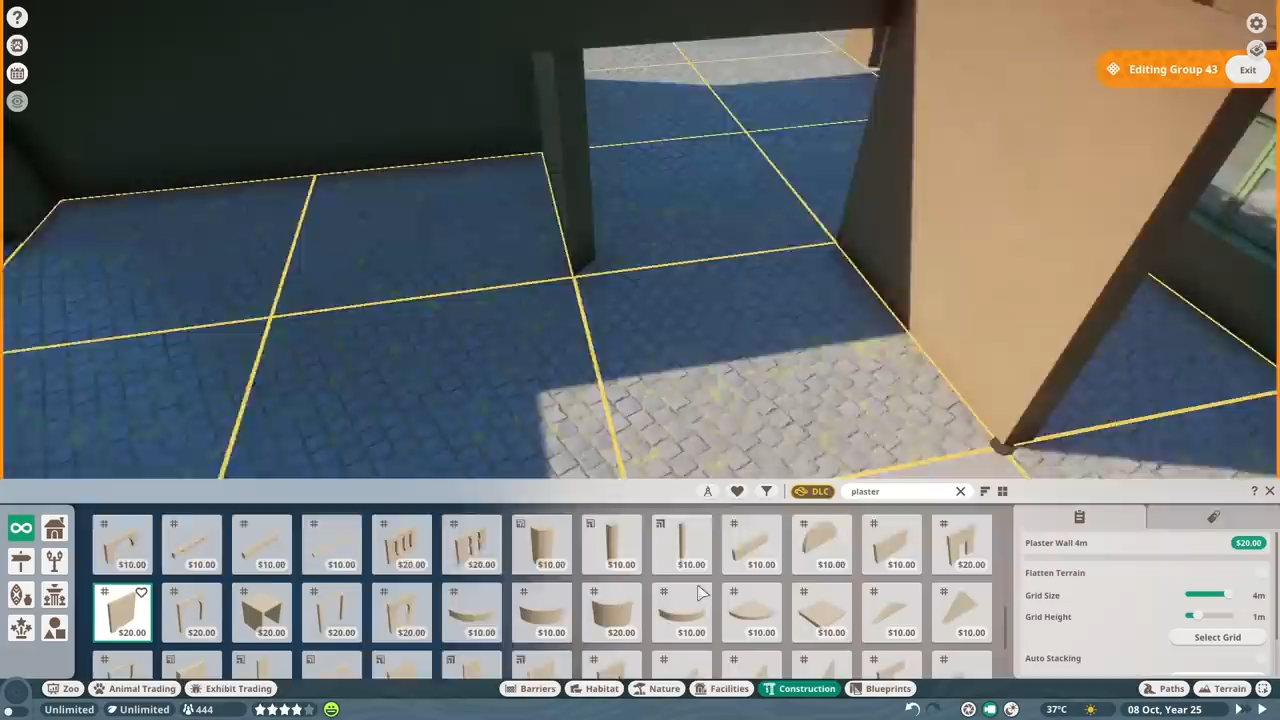 ?
Editing Group 43 Exit
DLC plaster ?
$10.00 $10.00 $10.00 $10.00 $20.00 $20.00 $10.00 $10.00 $10.00 $10.00 $10.00 $10.00 $20.00
$20.00 $20.00 $20.00 $20.00 $20.00 $10.00 $10.00 $20.00 $10.00 $10.00 $10.00 $10.00 $10.00
Plaster Wall 4m $20.00
Flatten Terrain
Grid Size 4m
Grid Height 1m
Select Grid
Auto Stacking
Zoo Animal Trading Exhibit Trading Barriers Habitat Nature Facilities Construction Blueprints Paths Terrain
Unlimited Unlimited 444 37°C 08 Oct, Year 25